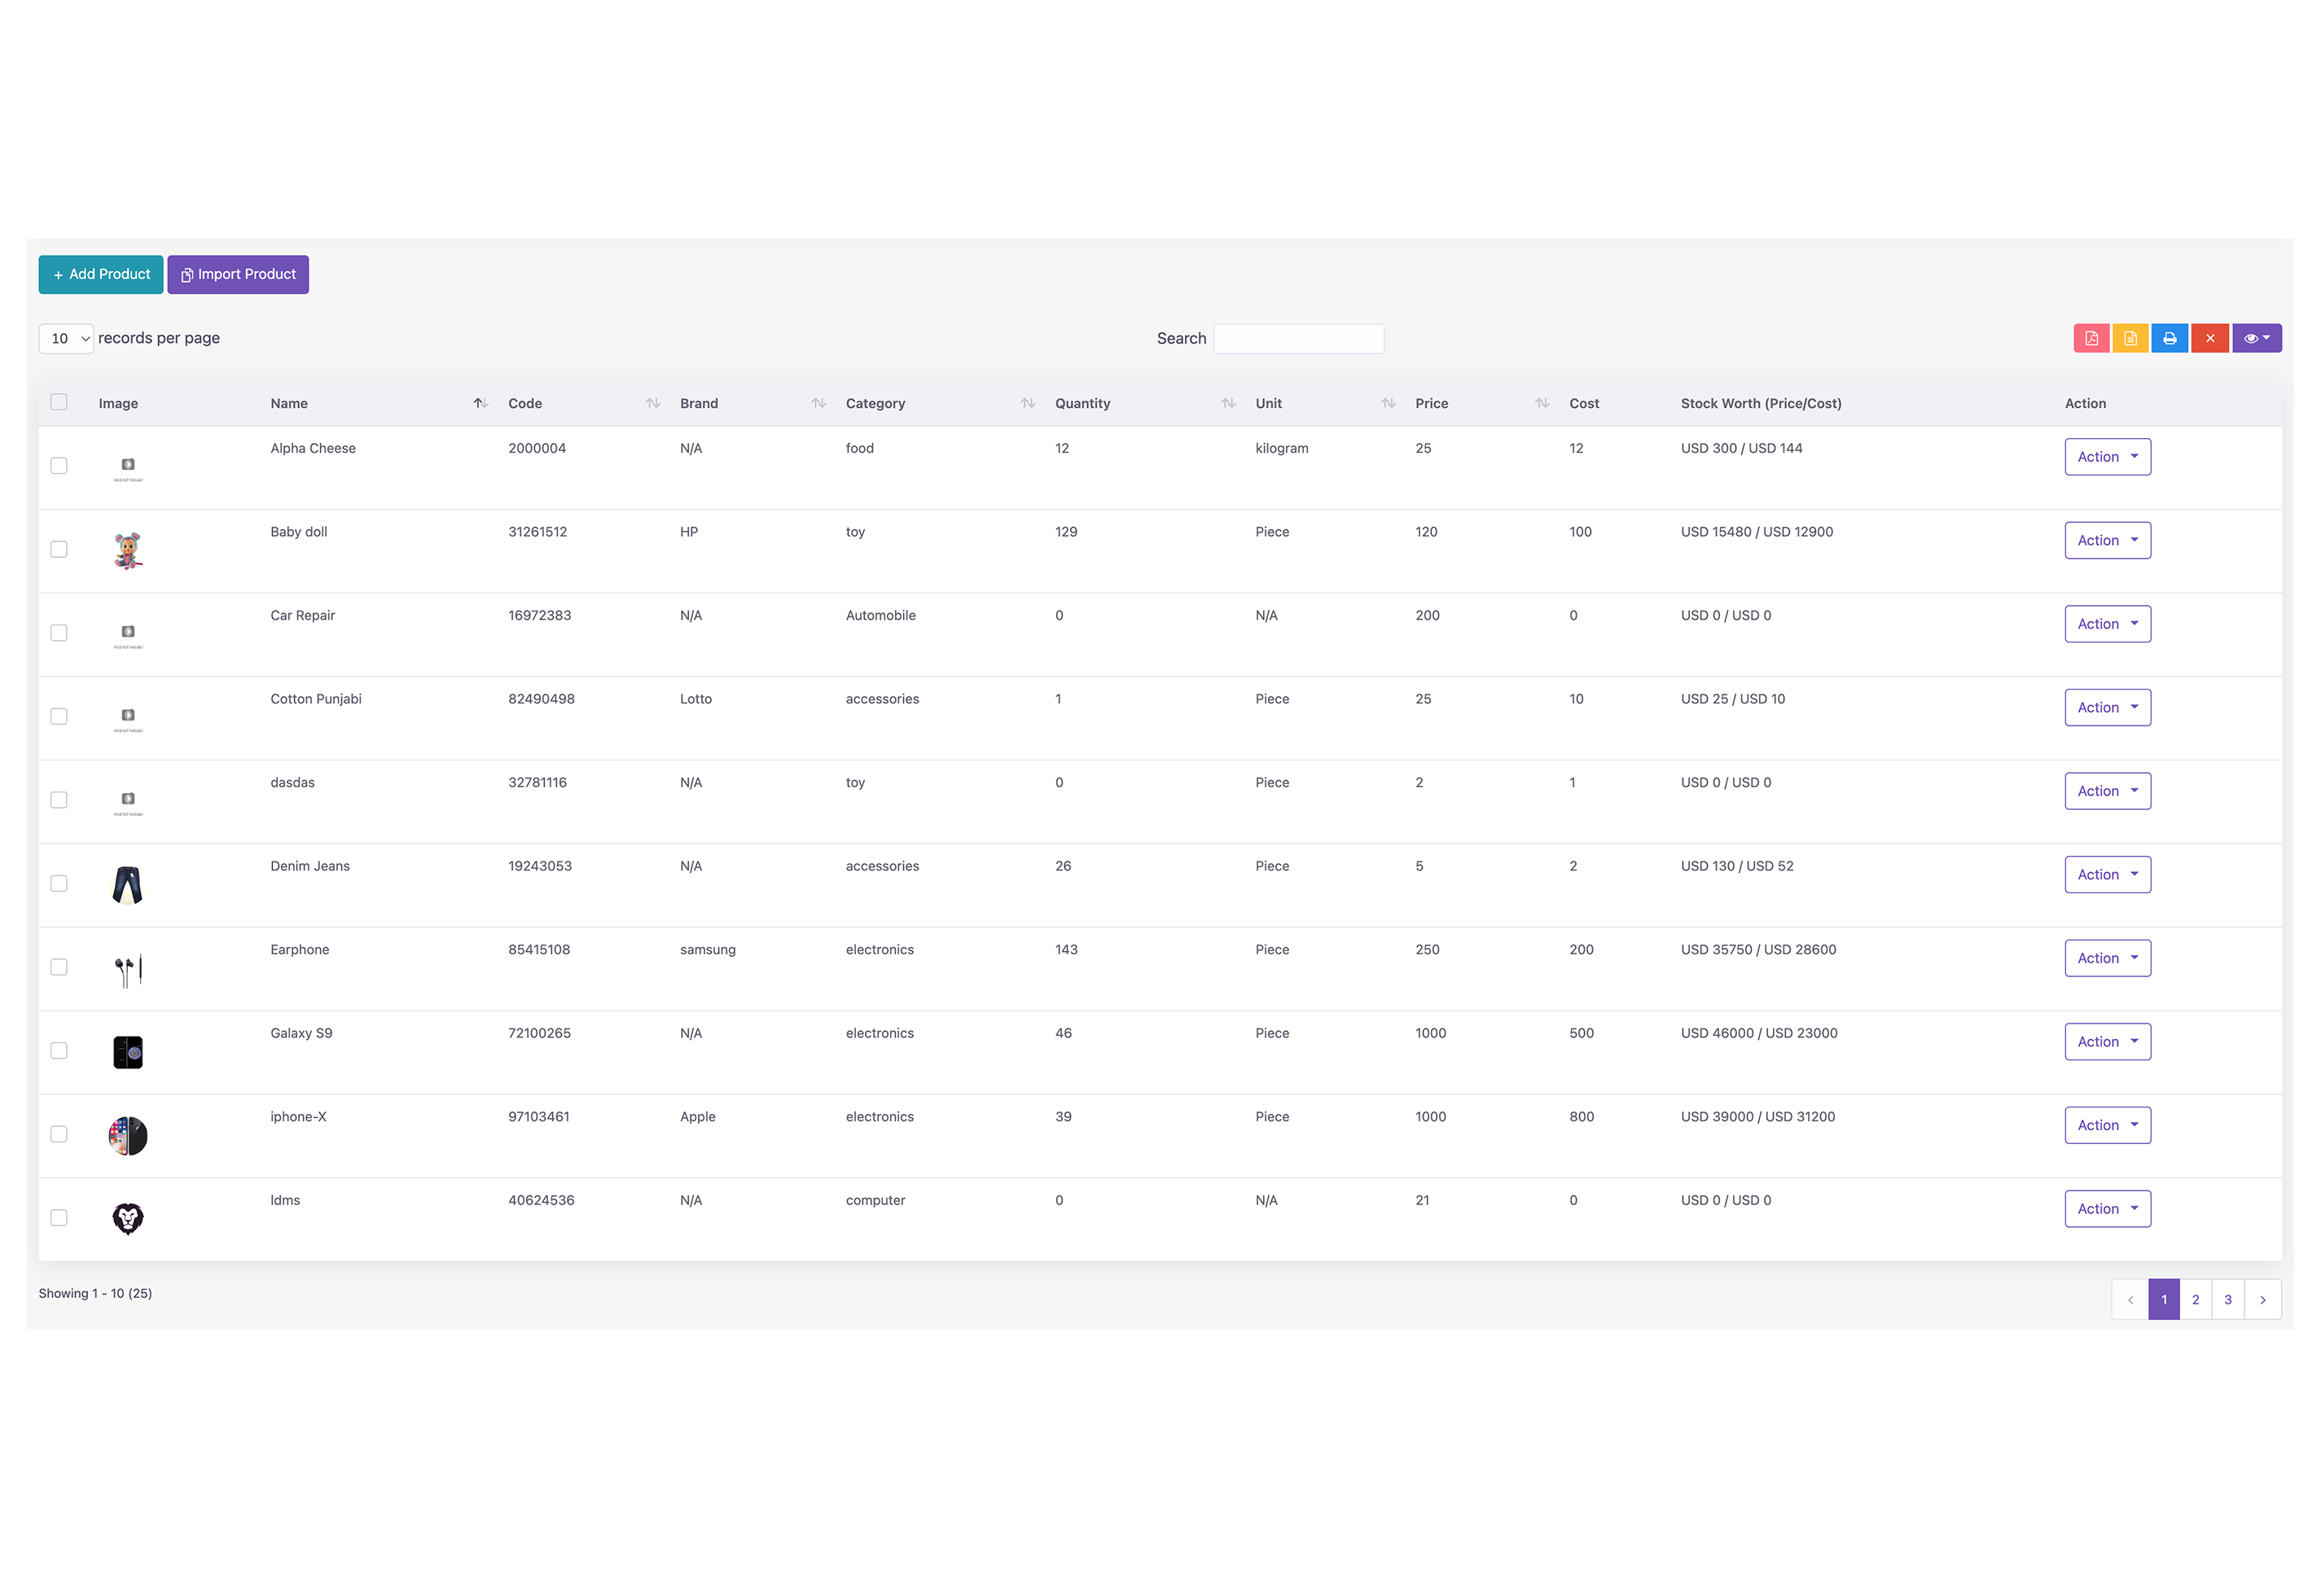 + Add Product Import Product
10 records per page Search
Image Name Code Brand Category Quantity Unit Price Cost Stock Worth (Price/Cost) Action
Alpha Cheese 2000004 N/A food 12 kilogram 25 12 USD 300 / USD 144 Action
Baby doll 31261512 HP toy 129 Piece 120 100 USD 15480 / USD 12900 Action
Car Repair 16972383 N/A Automobile 0 N/A 200 0 USD 0 / USD 0 Action
Cotton Punjabi 82490498 Lotto accessories 1 Piece 25 10 USD 25 / USD 10 Action
dasdas 32781116 N/A toy 0 Piece 2 1 USD 0 / USD 0 Action
Denim Jeans 19243053 N/A accessories 26 Piece 5 2 USD 130 / USD 52 Action
Earphone 85415108 samsung electronics 143 Piece 250 200 USD 35750 / USD 28600 Action
Galaxy S9 72100265 N/A electronics 46 Piece 1000 500 USD 46000 / USD 23000 Action
iphone-X 97103461 Apple electronics 39 Piece 1000 800 USD 39000 / USD 31200 Action
ldms 40624536 N/A computer 0 N/A 21 0 USD 0 / USD 0 Action
Showing 1 - 10 (25) < 1 2 3 >